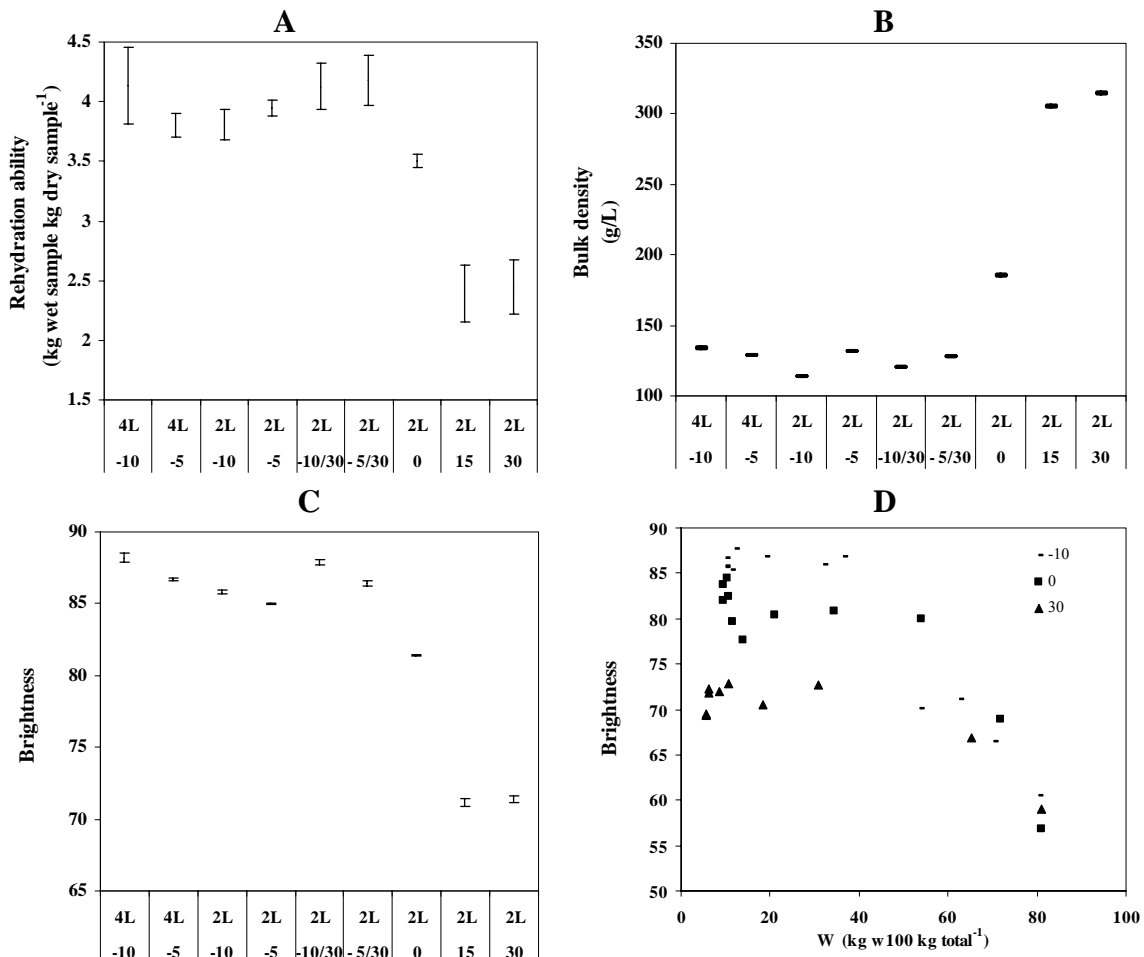 A
Rehydration ability
(kg wet sample kg dry sample-1)
4.5
4
3.5
3
2.5
2
1.5
4L 4L 2L 2L 2L 2L 2L 2L 2L
-10 -5 -10 -5 -10/30 - 5/30 0 15 30
B
Bulk density
(g/L)
350
300
250
200
150
100
4L 4L 2L 2L 2L 2L 2L 2L 2L
-10 -5 -10 -5 -10/30 - 5/30 0 15 30
C
Brightness
90
85
80
75
70
65
4L 4L 2L 2L 2L 2L 2L 2L 2L
-10 -5 -10 -5 -10/30 - 5/30 0 15 30
D
Brightness
90
85
80
75
70
65
60
55
50
-10
0
30
0 20 40 60 80 100
W (kg w100 kg total-1)